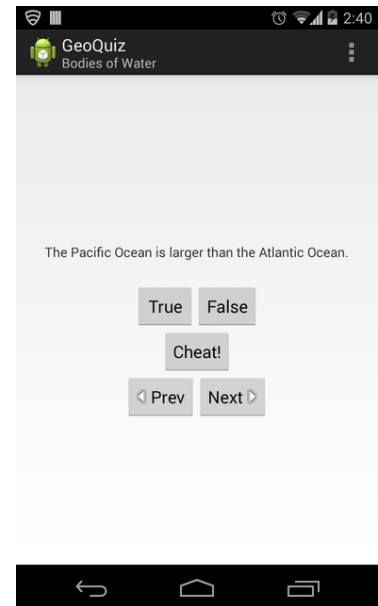 2:40
GeoQuiz
Bodies of Water
The Pacific Ocean is larger than the Atlantic Ocean.
True False
Cheat!
Prev Next